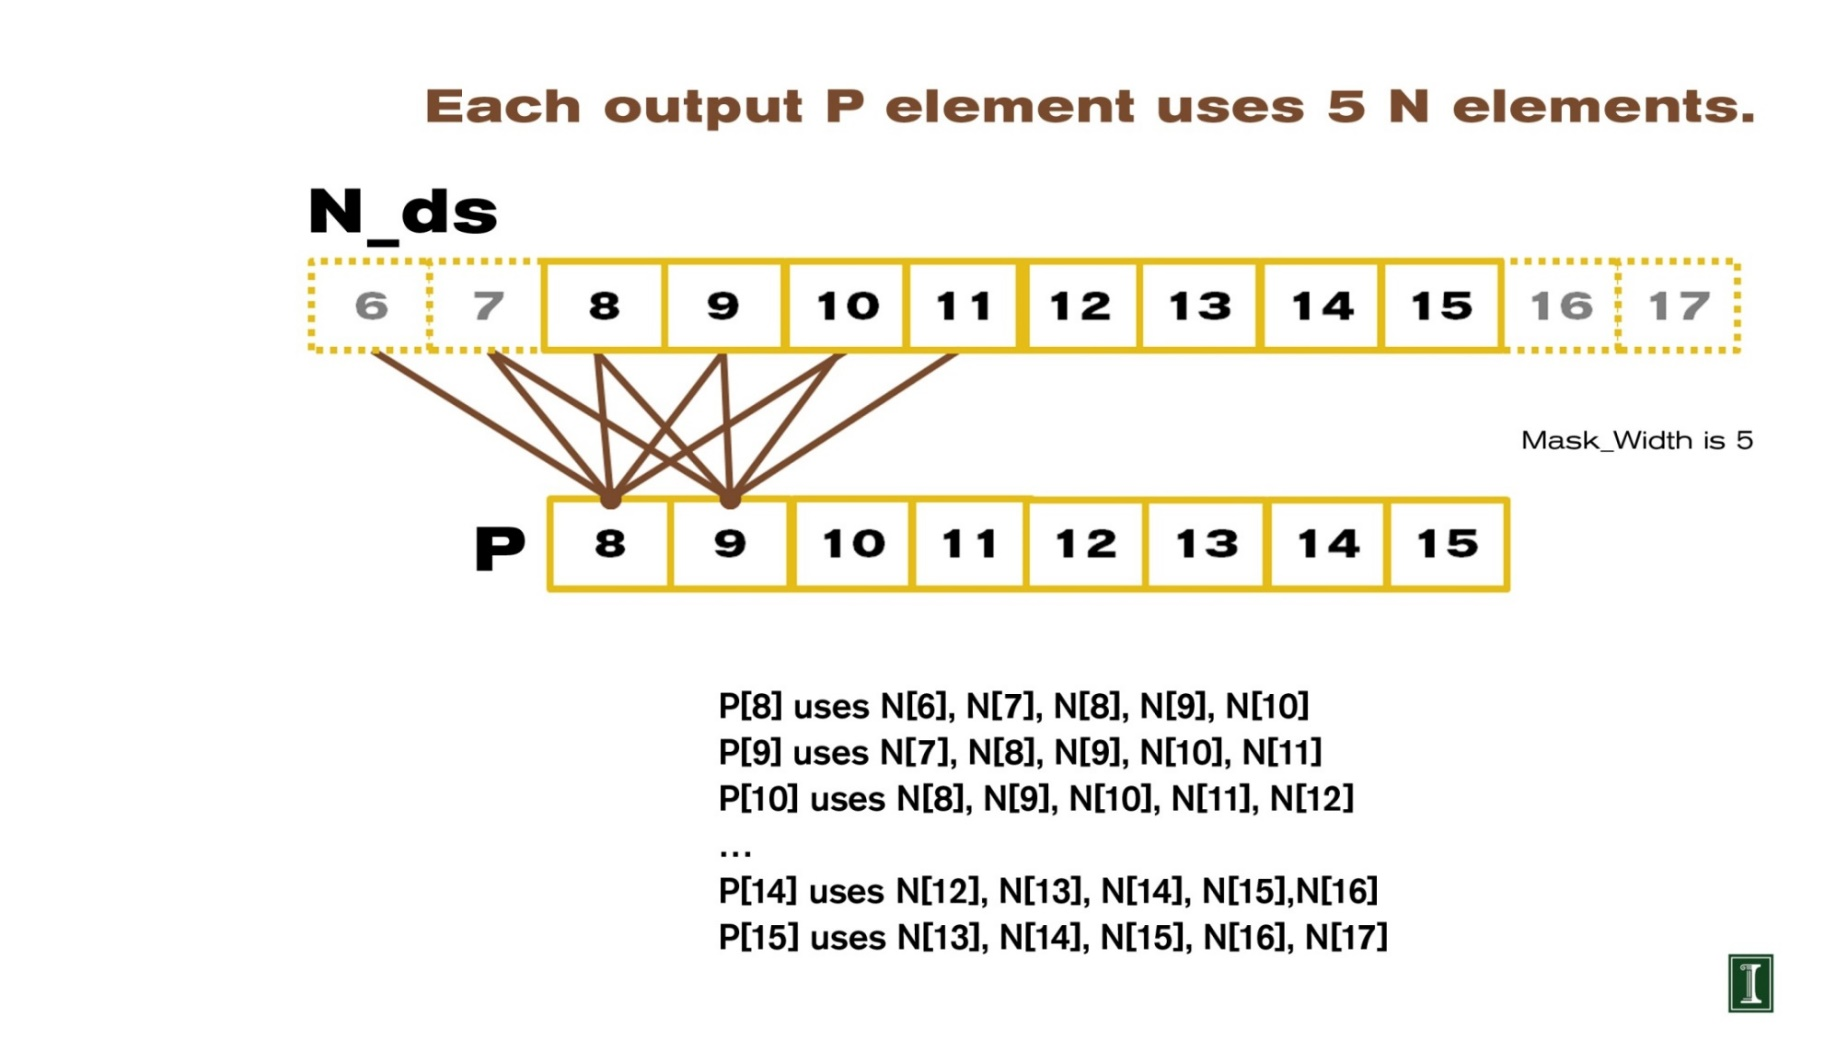 Each output P element uses 5 N elements.
N_ds
6 7 8 9 10 11 12 13 14 15 16 17
Mask_Width is 5
P 8 9 10 11 12 13 14 15
P[8] uses N[6], N[7], N[8], N[9], N[10]
P[9] uses N[7], N[8], N[9], N[10], N[11]
P[10] uses N[8], N[9], N[10], N[11], N[12]
...
P[14] uses N[12], N[13], N[14], N[15],N[16]
P[15] uses N[13], N[14], N[15], N[16], N[17]
I